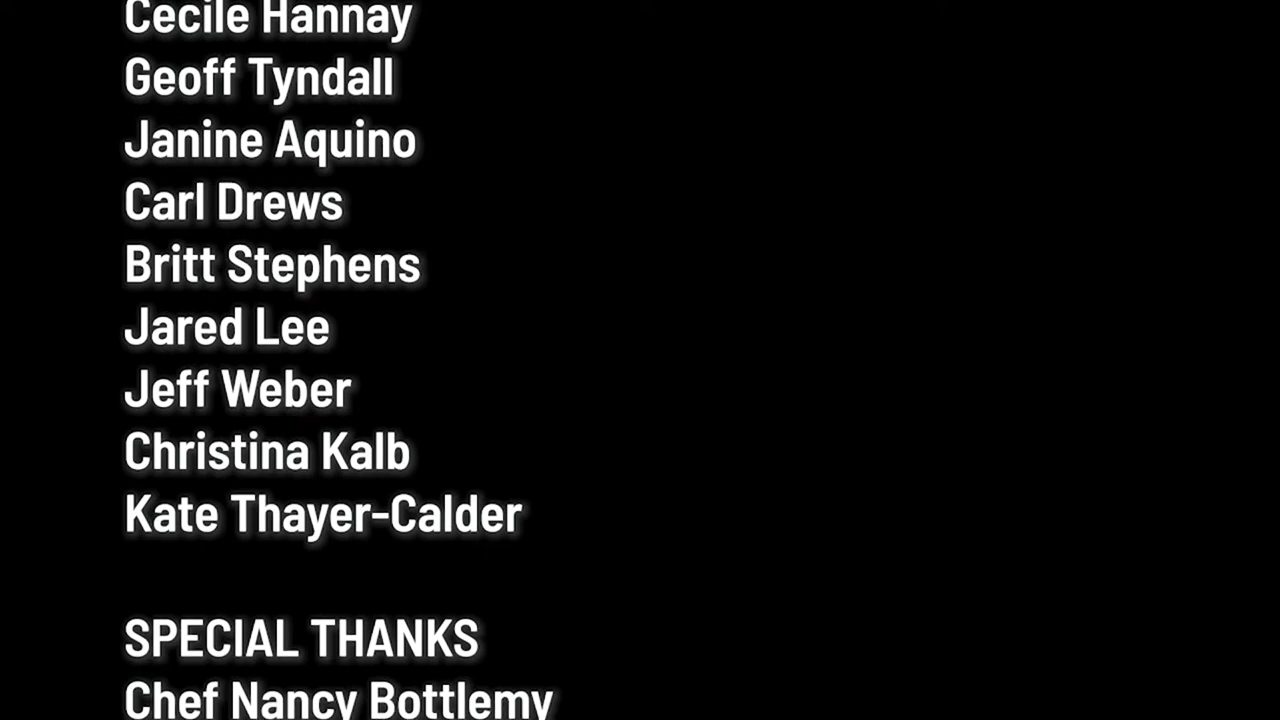 Cecile Hannay
Geoff Tyndall
Janine Aquino
Carl Drews
Britt Stephens
Jared Lee
Jeff Weber
Christina Kalb
Kate Thayer-Calder
SPECIAL THANKS
Chef Nancy Bottlemy